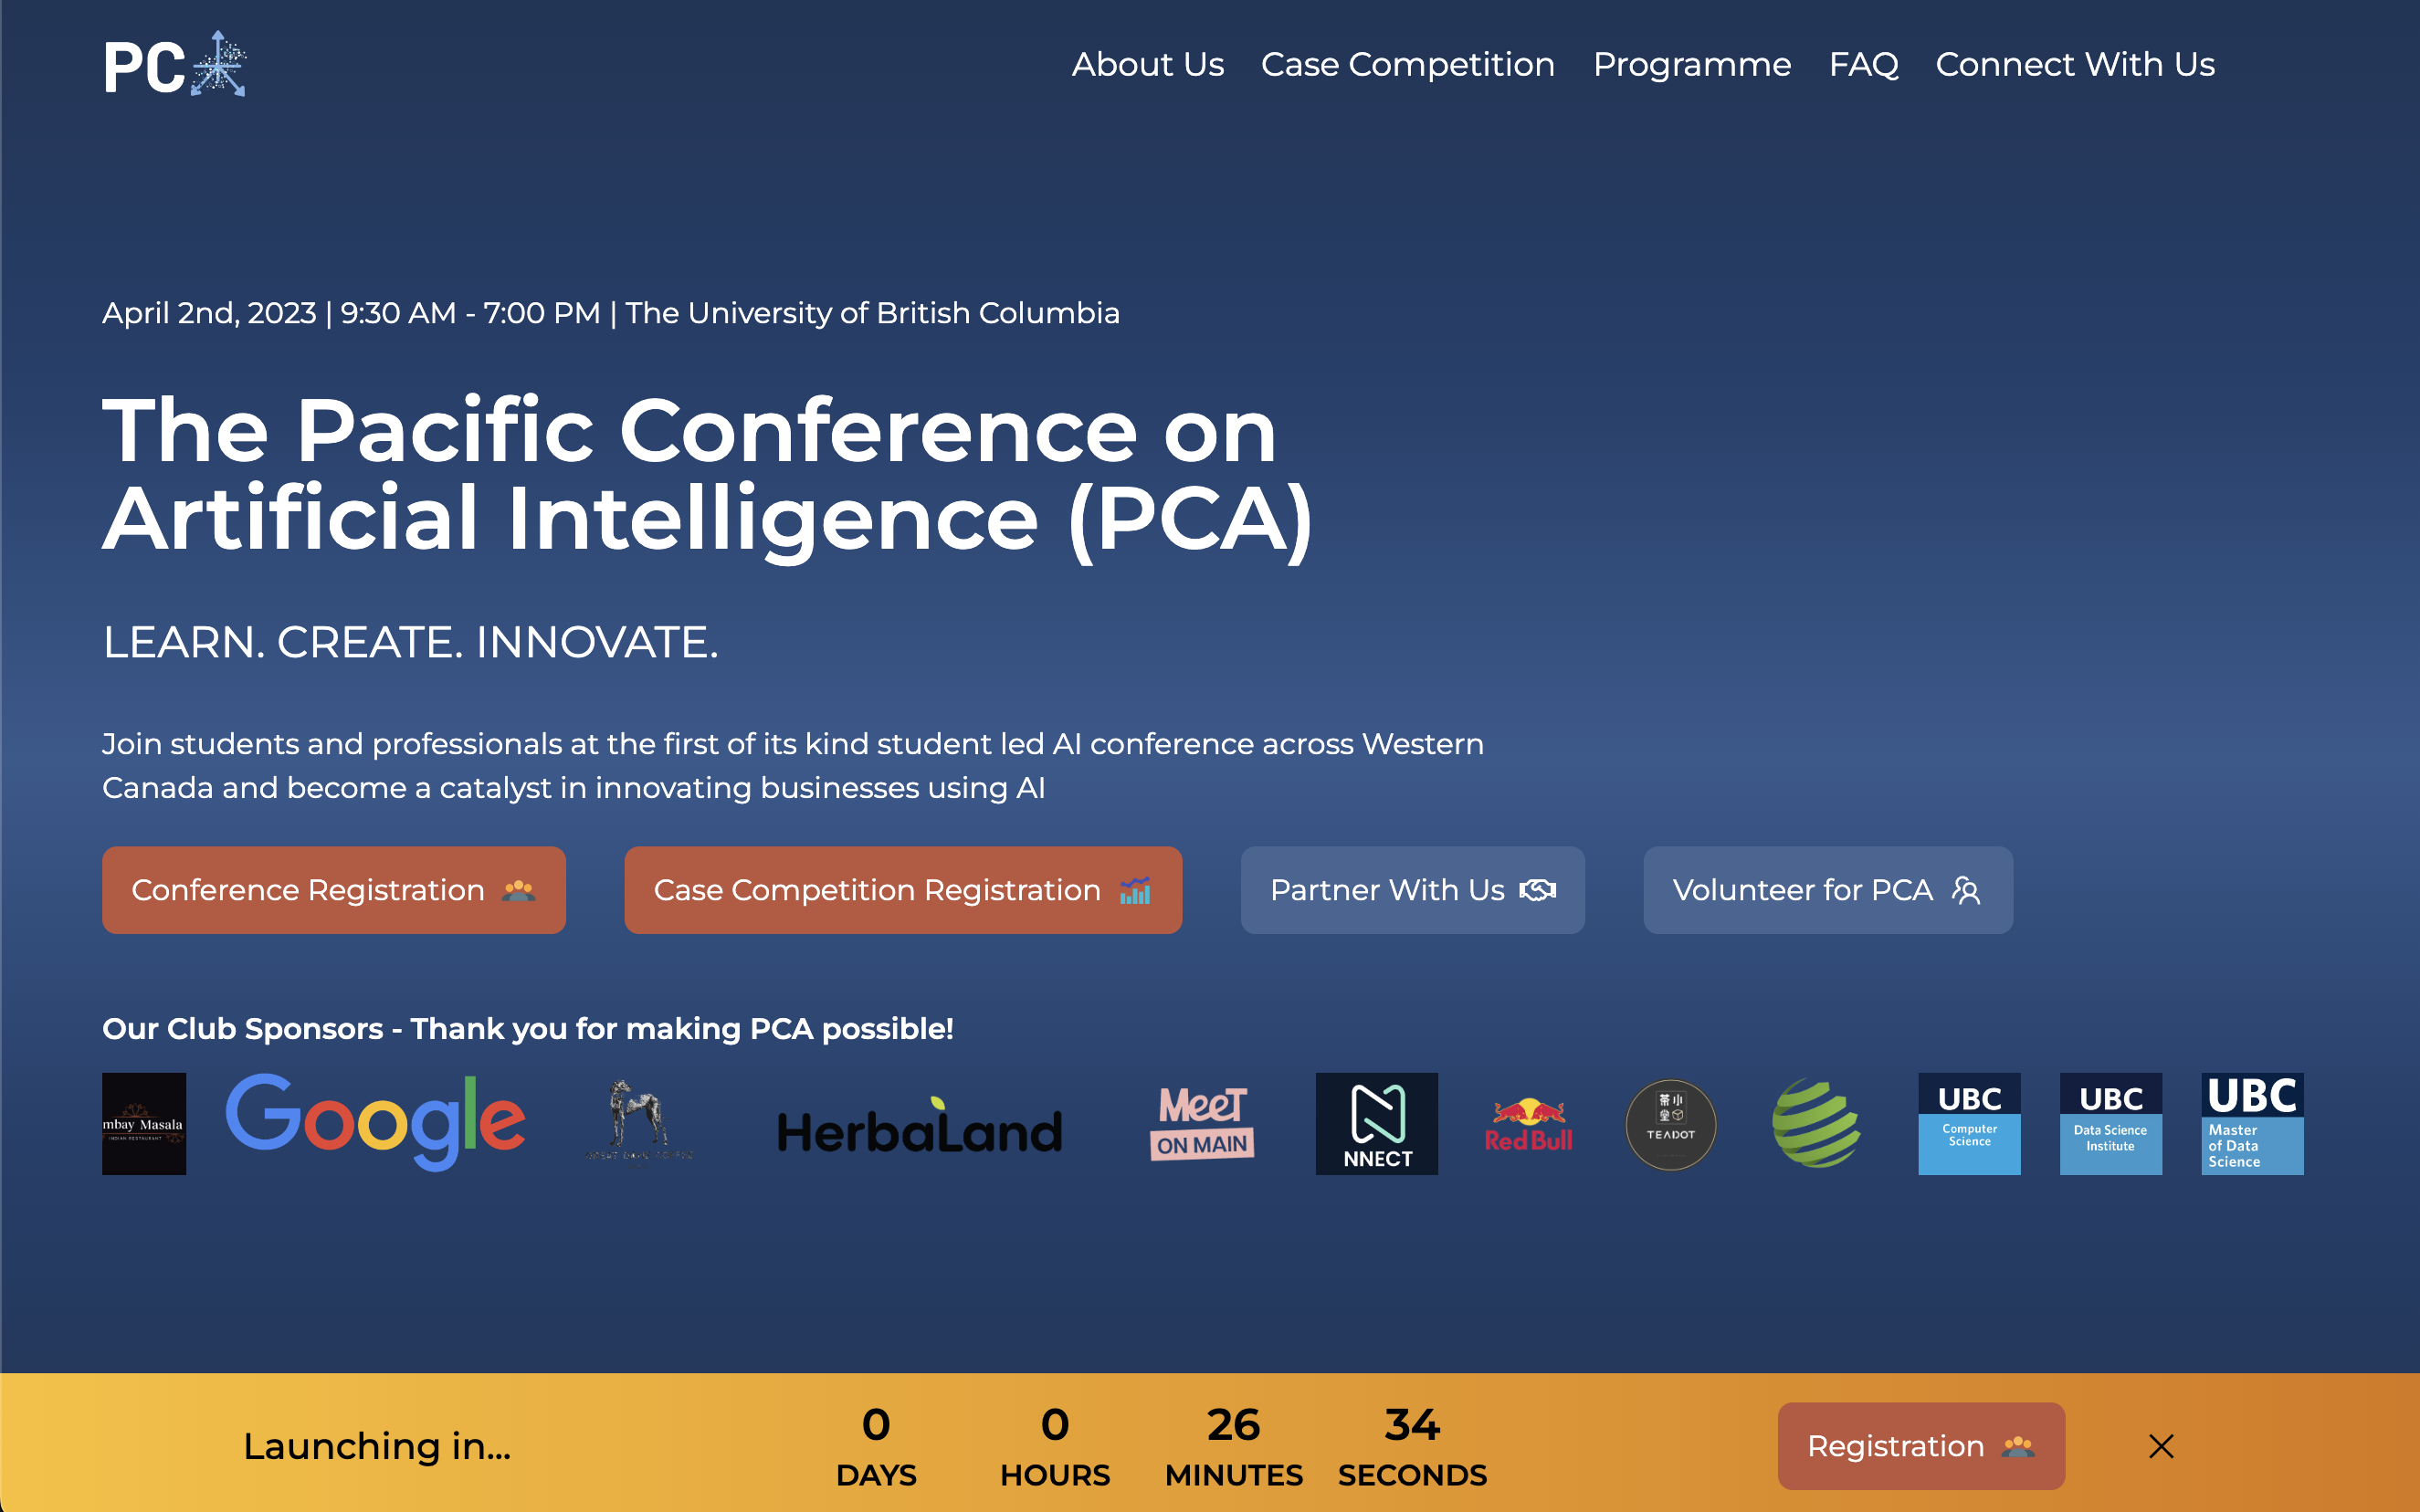 PC
About Us Case Competition Programme FAQ Connect With Us
April 2nd, 2023 | 9:30 AM - 7:00 PM | The University of British Columbia
The Pacific Conference on
Artificial Intelligence (PCA)
LEARN. CREATE. INNOVATE.
Join students and professionals at the first of its kind student led AI conference across Western
Canada and become a catalyst in innovating businesses using AI
Conference Registration
Case Competition Registration
Partner With Us
Volunteer for PCA
Our Club Sponsors - Thank you for making PCA possible!
mbay Masala
INDIAN RESTAURANT
Google
HerbaLand
MeeT
ON MAIN
NNECT
Red Bull
茶小
堂
TEADOT
UBC
Computer
Science
UBC
Data Science
Institute
UBC
Master
of Data
Science
Launching in...
0 DAYS
0 HOURS
26 MINUTES
34 SECONDS
Registration